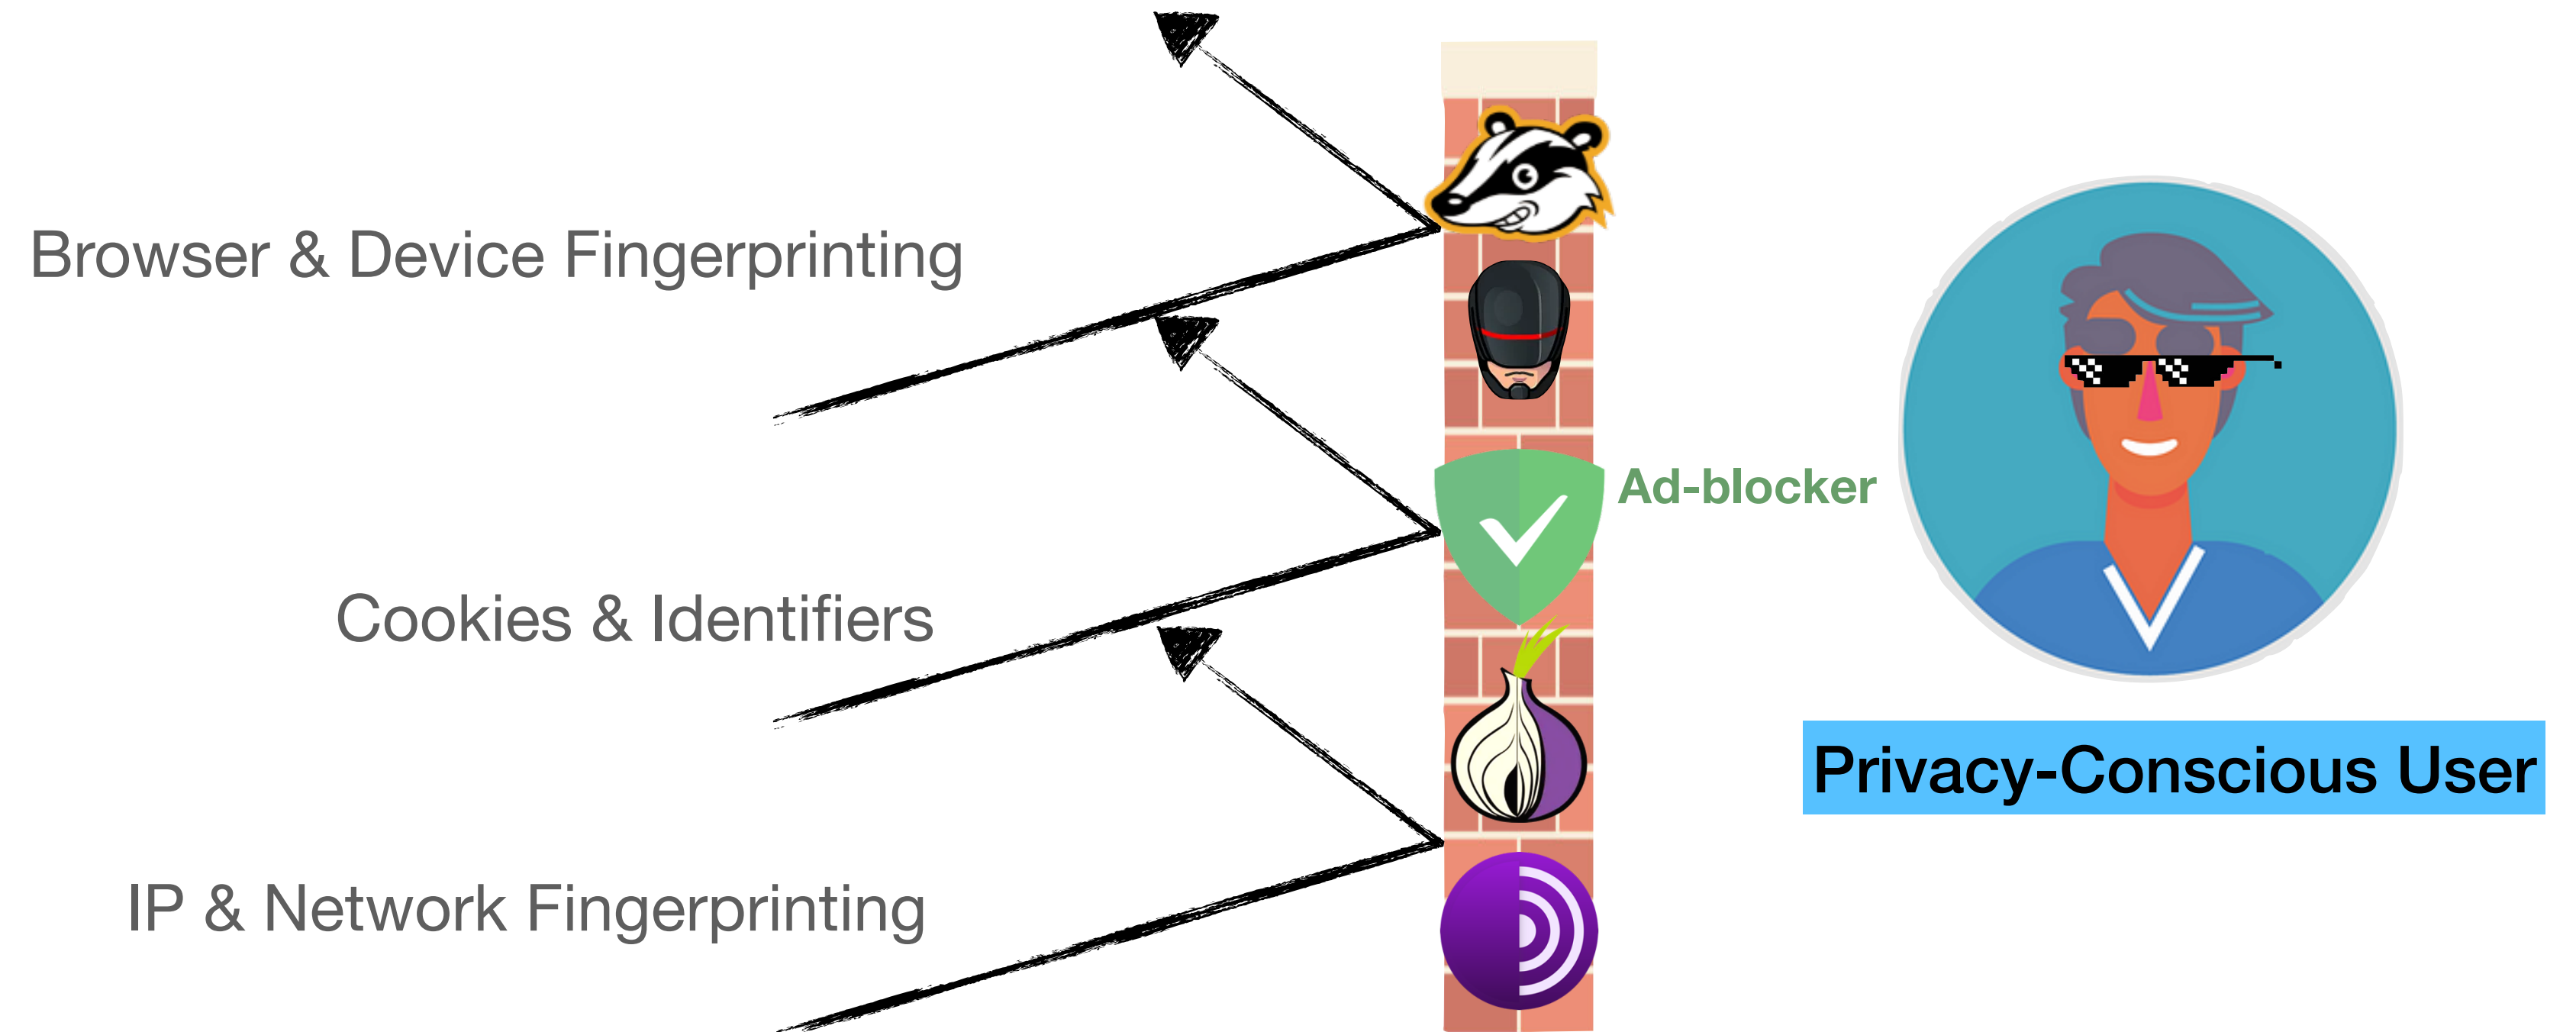 Browser & Device Fingerprinting
Ad-blocker
Cookies & Identifiers
Privacy-Conscious User
IP & Network Fingerprinting